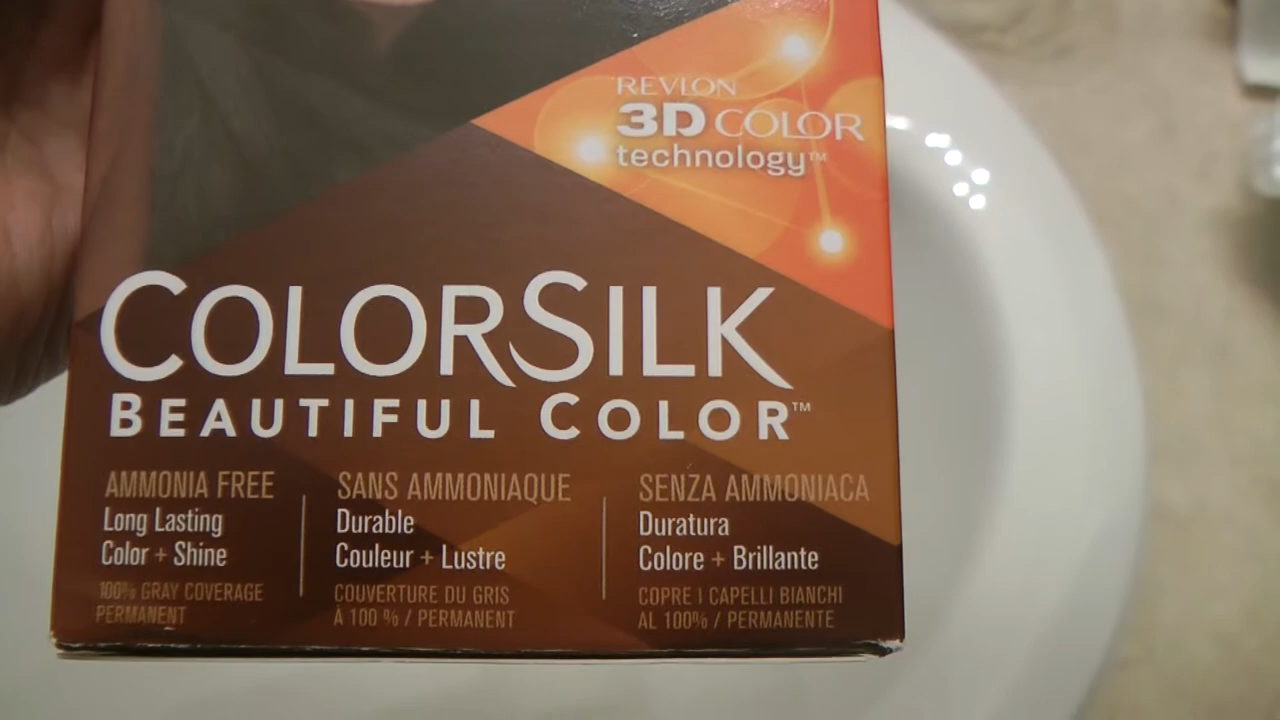 REVLON
3D COLOR
technology™
COLORSILK
BEAUTIFUL COLOR™
AMMONIA FREE
Long Lasting
Color + Shine
100% GRAY COVERAGE
PERMANENT
SANS AMMONIAQUE
Durable
Couleur + Lustre
COUVERTURE DU GRIS
À 100 % / PERMANENT
SENZA AMMONIACA
Duratura
Colore + Brillante
COPRE I CAPELLI BIANCHI
AL 100% / PERMANENTE